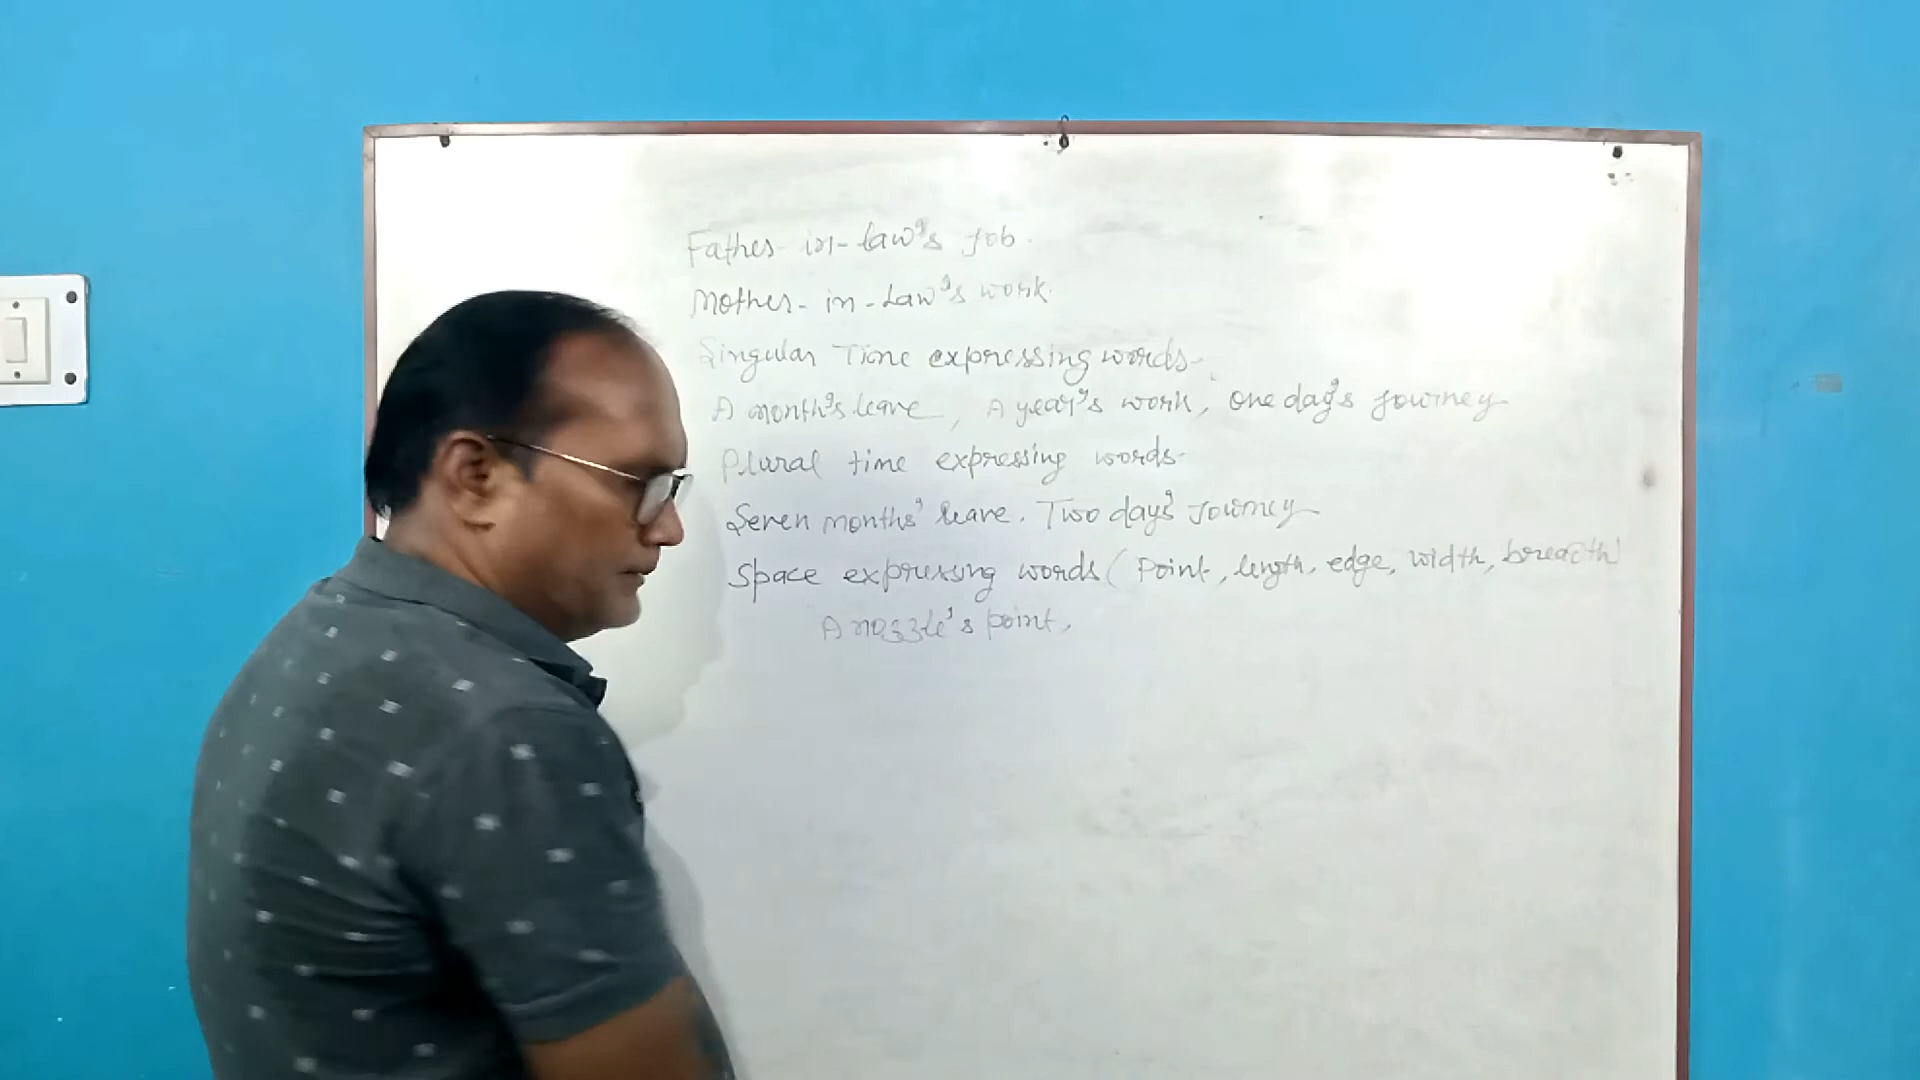 Father-in-law's job.
Mother-in-Law's work.
Singular Time expressing words-
A month's leave, A year's work, One day's journey
Plural time expressing words-
Seven months' leave. Two days' journey
Space expressing words (Point, length, edge, width, breadth)
A nozzle's point,